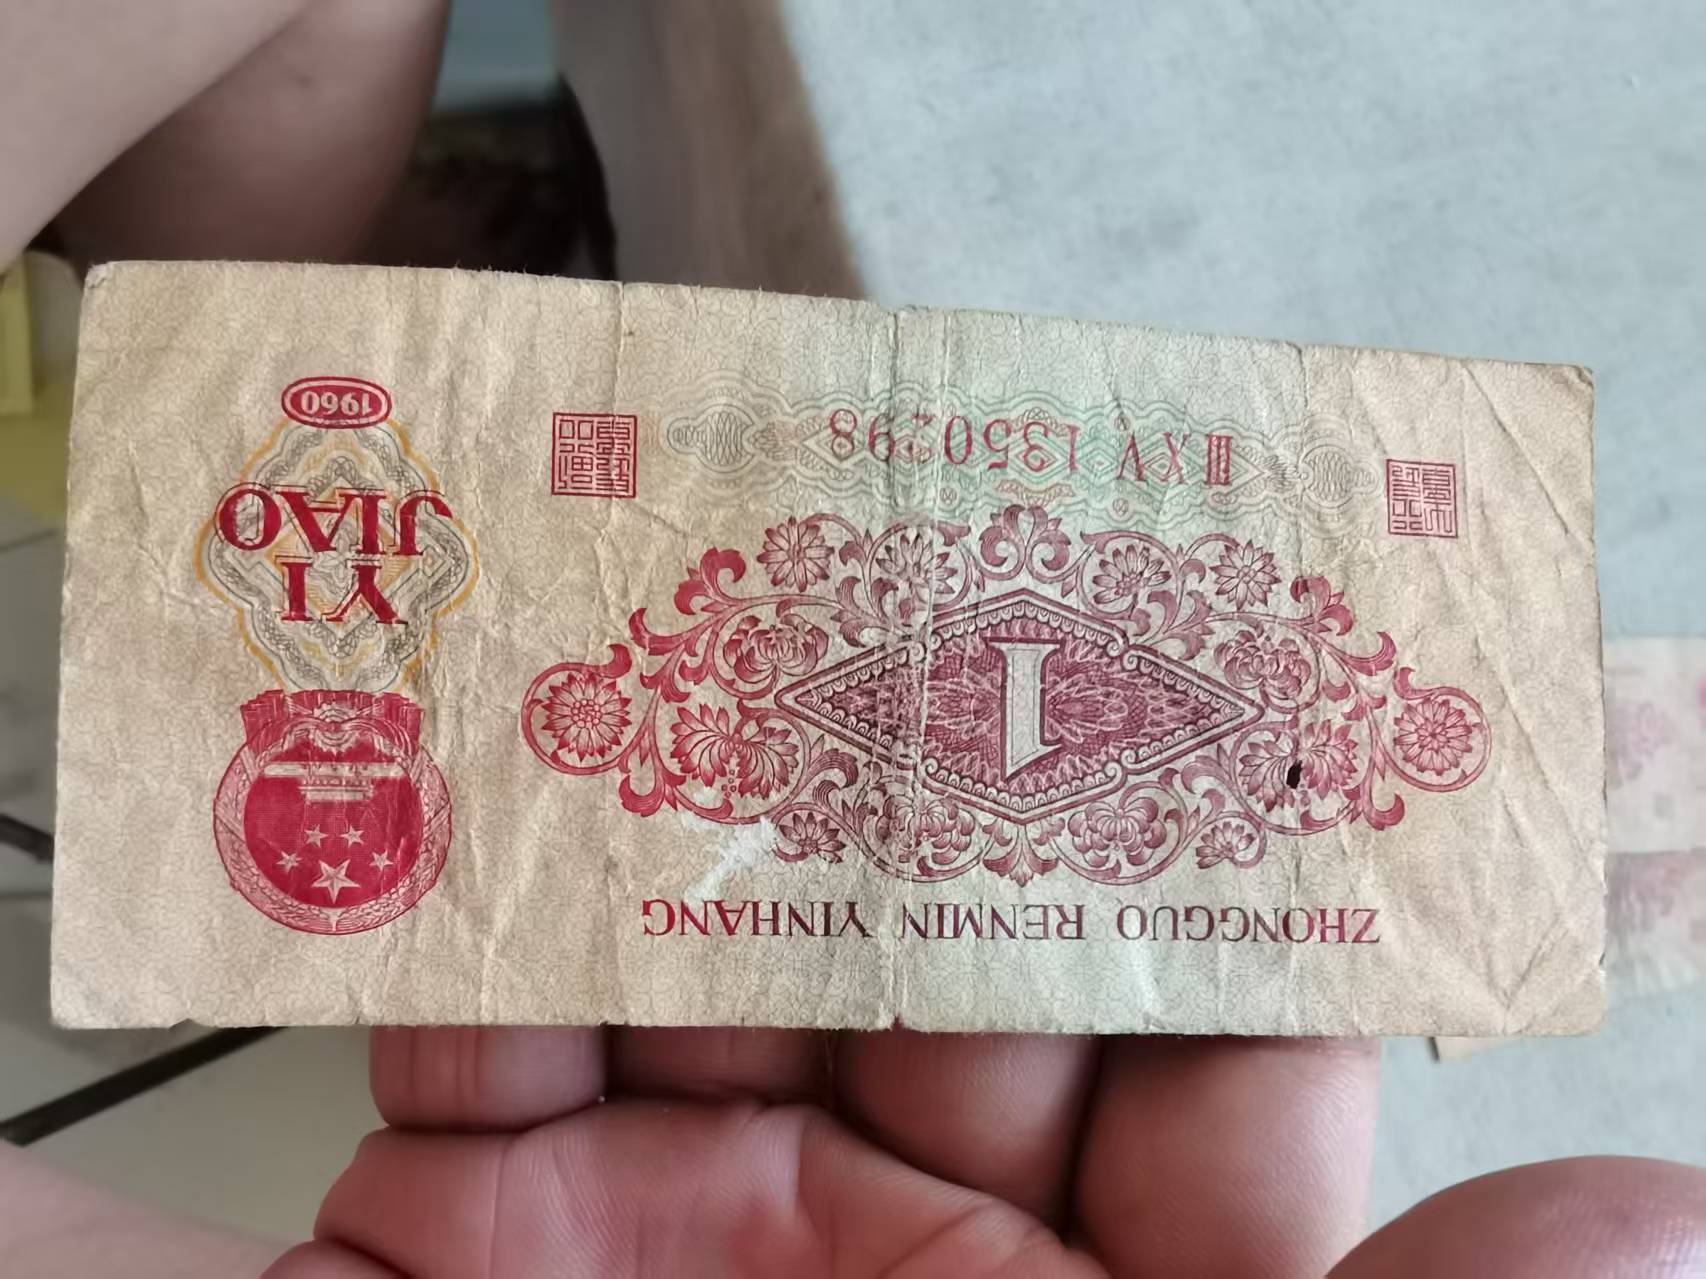 ZHONGGUO RENMIN YINHANG
1
YI
JIAO
III X V 1350298
1960